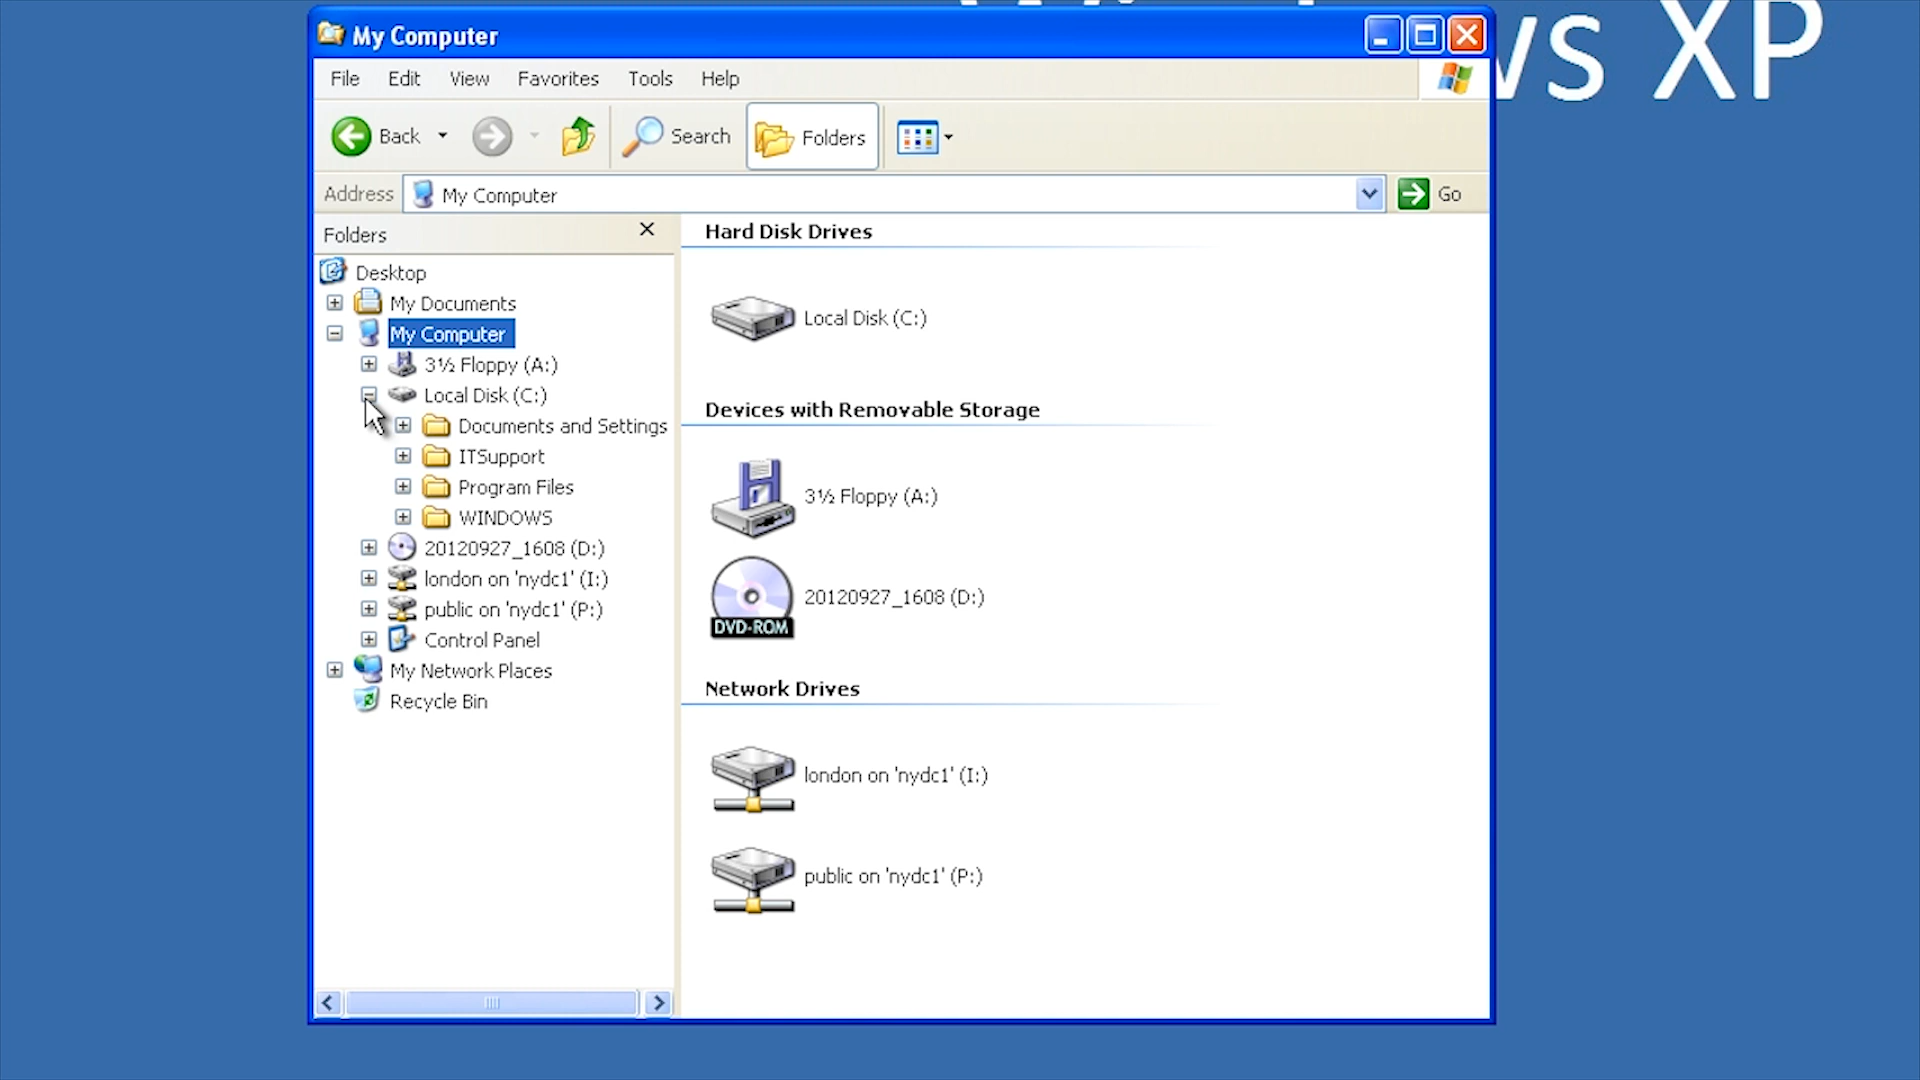 ws XP
My Computer
File Edit View Favorites Tools Help
Back Search Folders
Address My Computer Go
Folders
Desktop
My Documents
My Computer
3½ Floppy (A:)
Local Disk (C:)
Documents and Settings
ITSupport
Program Files
WINDOWS
20120927_1608 (D:)
london on 'nydc1' (I:)
public on 'nydc1' (P:)
Control Panel
My Network Places
Recycle Bin
Hard Disk Drives
Local Disk (C:)
Devices with Removable Storage
3½ Floppy (A:)
20120927_1608 (D:)
DVD-ROM
Network Drives
london on 'nydc1' (I:)
public on 'nydc1' (P:)